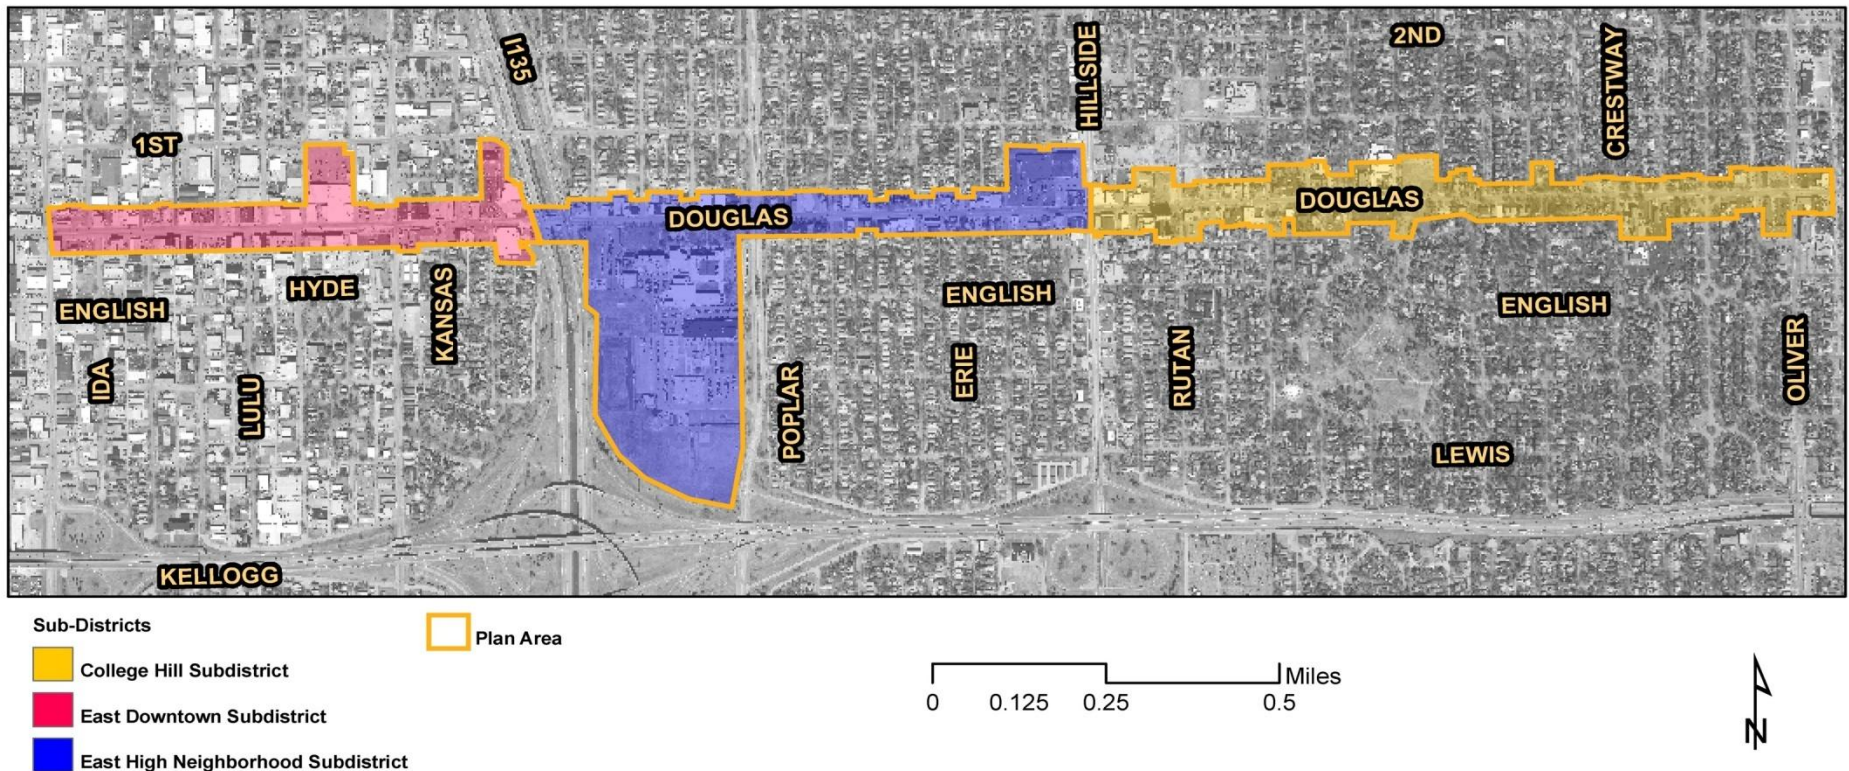 I135
HILLSIDE
2ND
CRESTWAY
1ST
DOUGLAS
DOUGLAS
ENGLISH
HYDE
KANSAS
ENGLISH
ENGLISH
IDA
LULU
POPLAR
ERIE
RUTAN
OLIVER
LEWIS
KELLOGG
Sub-Districts
College Hill Subdistrict
East Downtown Subdistrict
East High Neighborhood Subdistrict
Plan Area
Miles
0 0.125 0.25 0.5
N